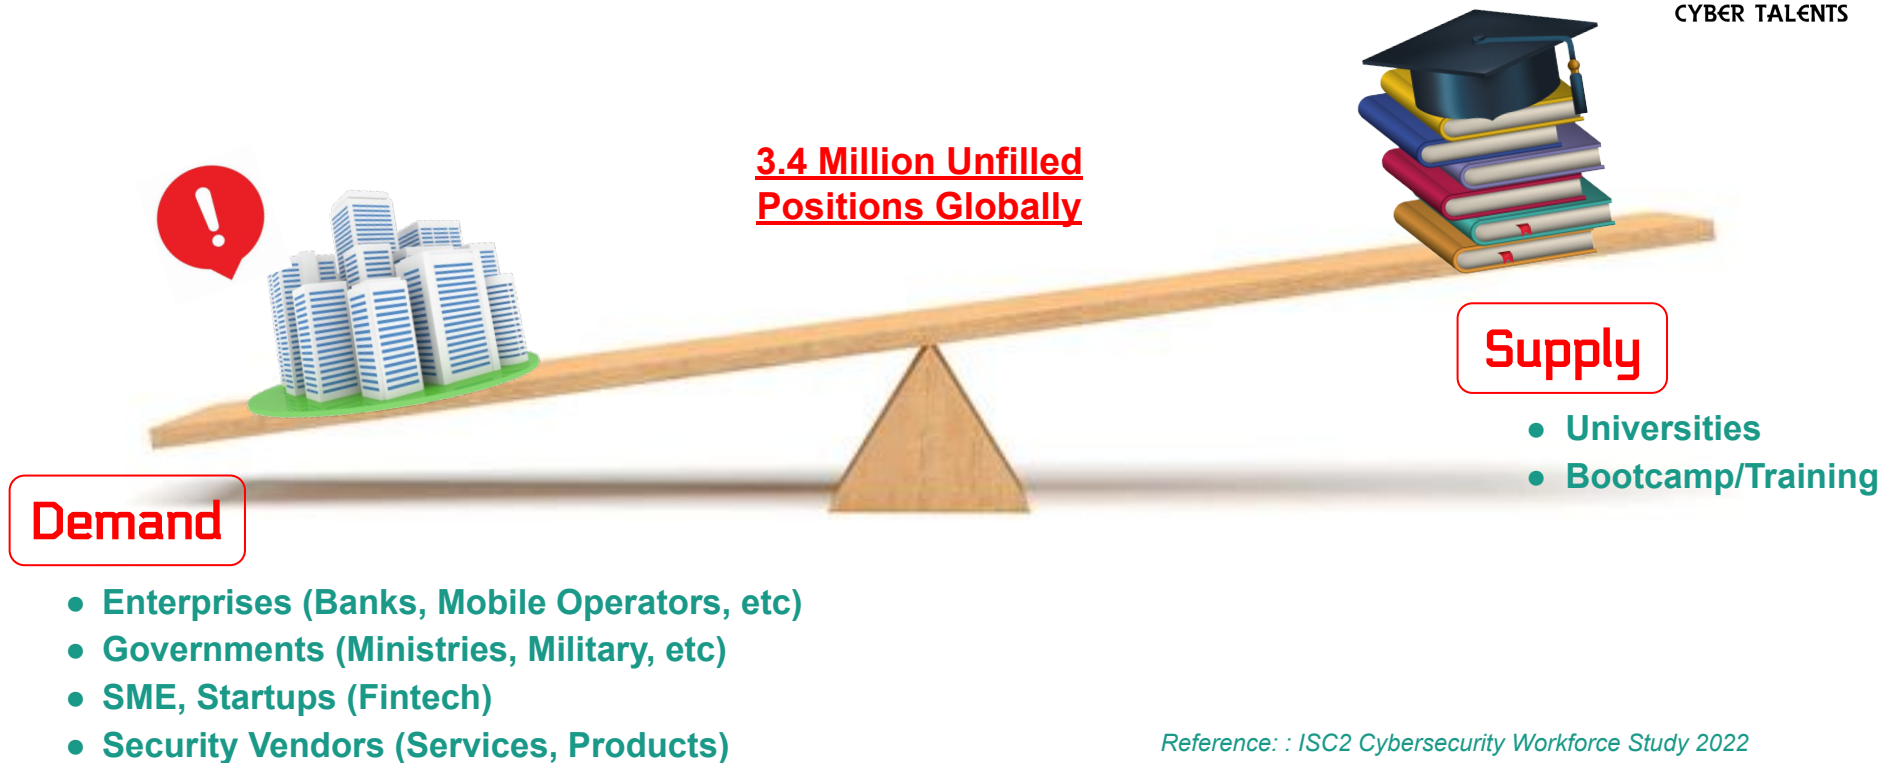 CYBER TALENTS
3.4 Million Unfilled
Positions Globally
Supply
● Universities
● Bootcamp/Training
Demand
● Enterprises (Banks, Mobile Operators, etc)
● Governments (Ministries, Military, etc)
● SME, Startups (Fintech)
● Security Vendors (Services, Products)
Reference: : ISC2 Cybersecurity Workforce Study 2022